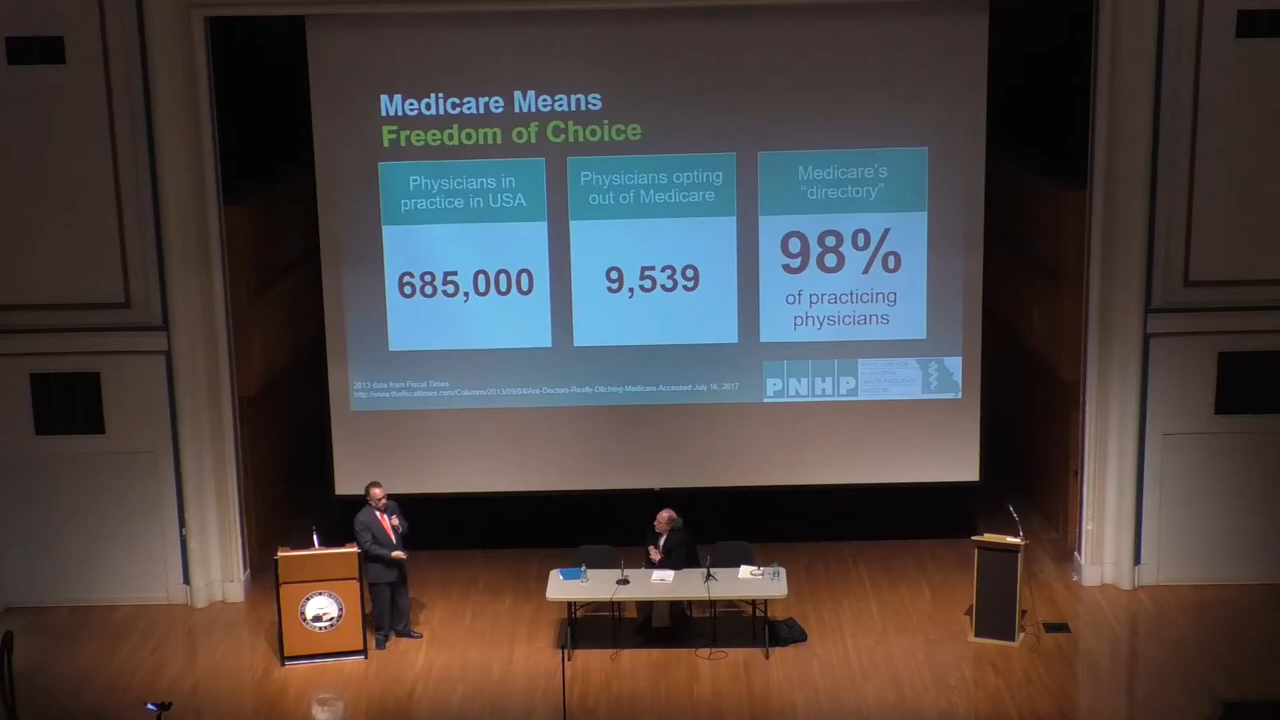 Medicare Means
Freedom of Choice
Physicians in
practice in USA
685,000
Physicians opting
out of Medicare
9,539
Medicare's
"directory"
98%
of practicing
physicians
2013 data from Fiscal Times
http://www.thefiscaltimes.com/Columns/2013/09/04/Are-Doctors-Really-Ditching-Medicare Accessed July 16, 2017
PNHP